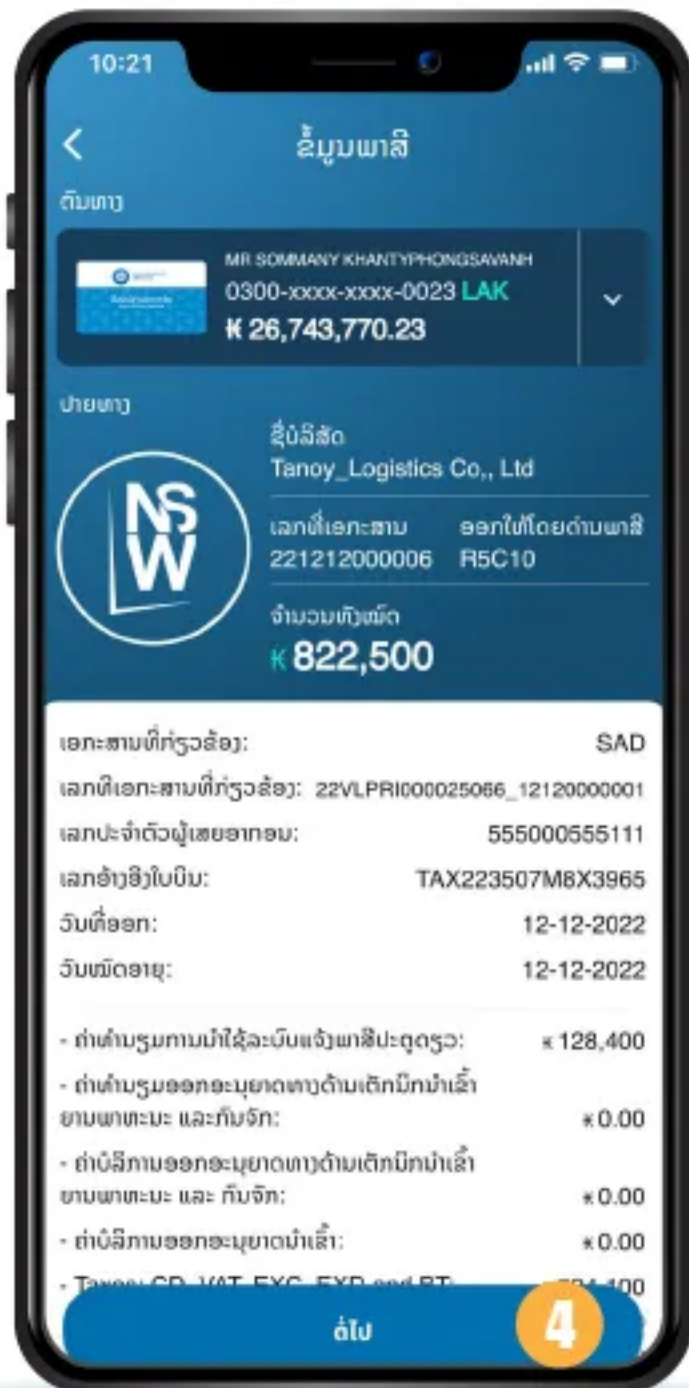 10:21
ຂໍ້ມູນພາສີ
ຕົ້ນທາງ
MR SOMMANY KHANTYPHONGSAVANH
0300-xxxx-xxxx-0023 LAK
₭ 26,743,770.23
ປາຍທາງ
ຊື່ບໍລິສັດ
Tanoy_Logistics Co,, Ltd
NSW
ເລກທີ່ເອກະສານ ອອກໃຫ້ໂດຍດ່ານພາສີ
221212000006 R5C10
ຈຳນວນທັງໝົດ
₭ 822,500
ເອກະສານທີ່ກ່ຽວຂ້ອງ: SAD
ເລກທີເອກະສານທີ່ກ່ຽວຂ້ອງ: 22VLPRI000025066_12120000001
ເລກປະຈຳຕົວຜູ້ເສຍອາກອນ: 555000555111
ເລກອ້າງອີງໃບບິນ: TAX223507M8X3965
ວັນທີ່ອອກ: 12-12-2022
ວັນໝົດອາຍຸ: 12-12-2022
- ຄ່າທຳນຽມການນຳໃຊ້ລະບົບແຈ້ງພາສີປະຕູດຽວ: ₭ 128,400
- ຄ່າທຳນຽມອອກອະນຸຍາດທາງດ້ານເຕັກນິກນຳເຂົ້າ
ຍານພາຫະນະ ແລະກົນຈັກ: ₭ 0.00
- ຄ່າບໍລິການອອກອະນຸຍາດທາງດ້ານເຕັກນິກນຳເຂົ້າ
ຍານພາຫະນະ ແລະ ກົນຈັກ: ₭ 0.00
- ຄ່າບໍລິການອອກອະນຸຍາດນຳເຂົ້າ: ₭ 0.00
ຕໍ່ໄປ
4